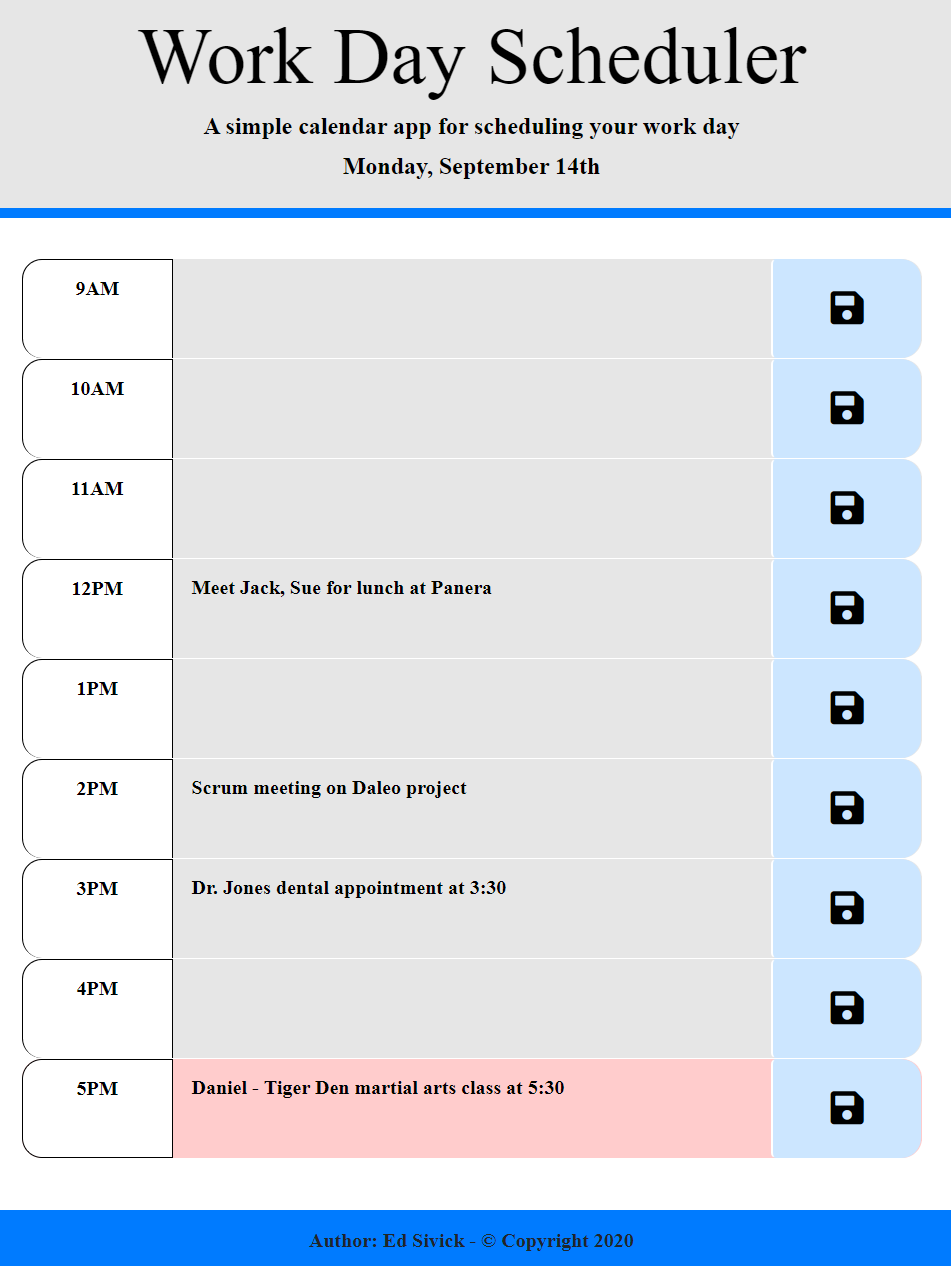 Work Day Scheduler
A simple calendar app for scheduling your work day
Monday, September 14th
9AM
10AM
11AM
12PM Meet Jack, Sue for lunch at Panera
1PM
2PM Scrum meeting on Daleo project
3PM Dr. Jones dental appointment at 3:30
4PM
5PM Daniel - Tiger Den martial arts class at 5:30
Author: Ed Sivick - © Copyright 2020